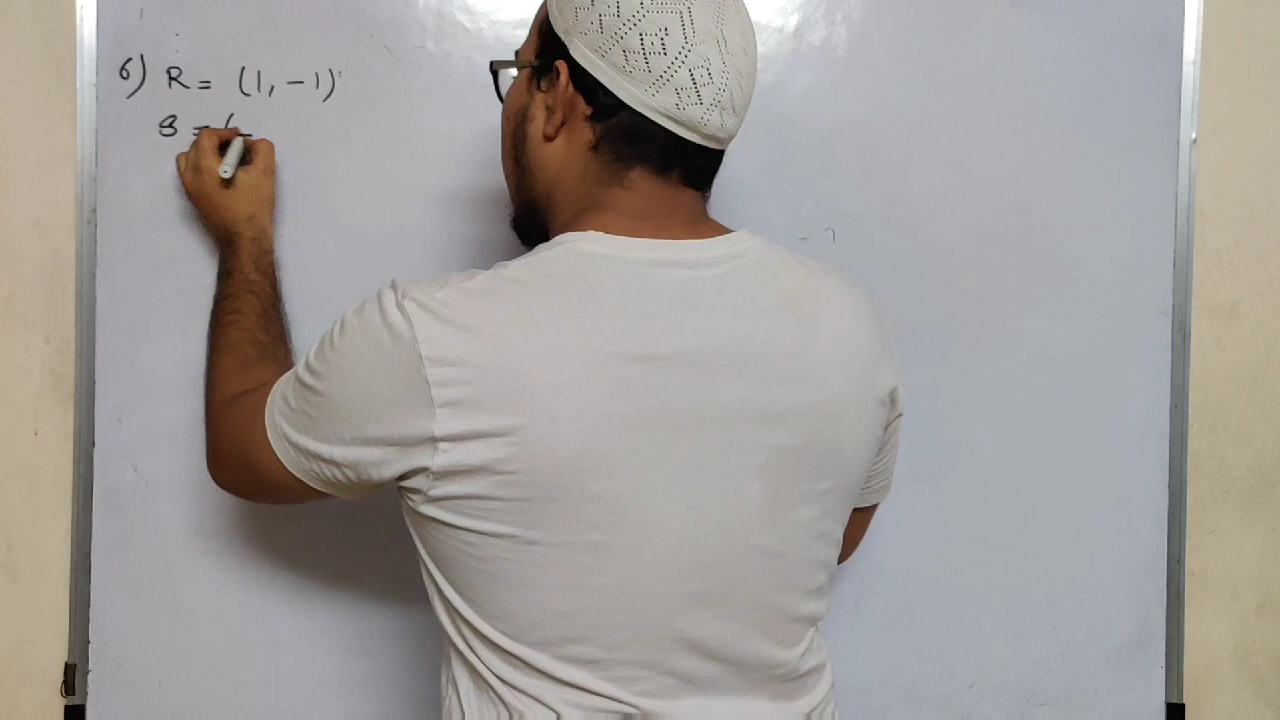 6) R = (1, -1)
S = (-